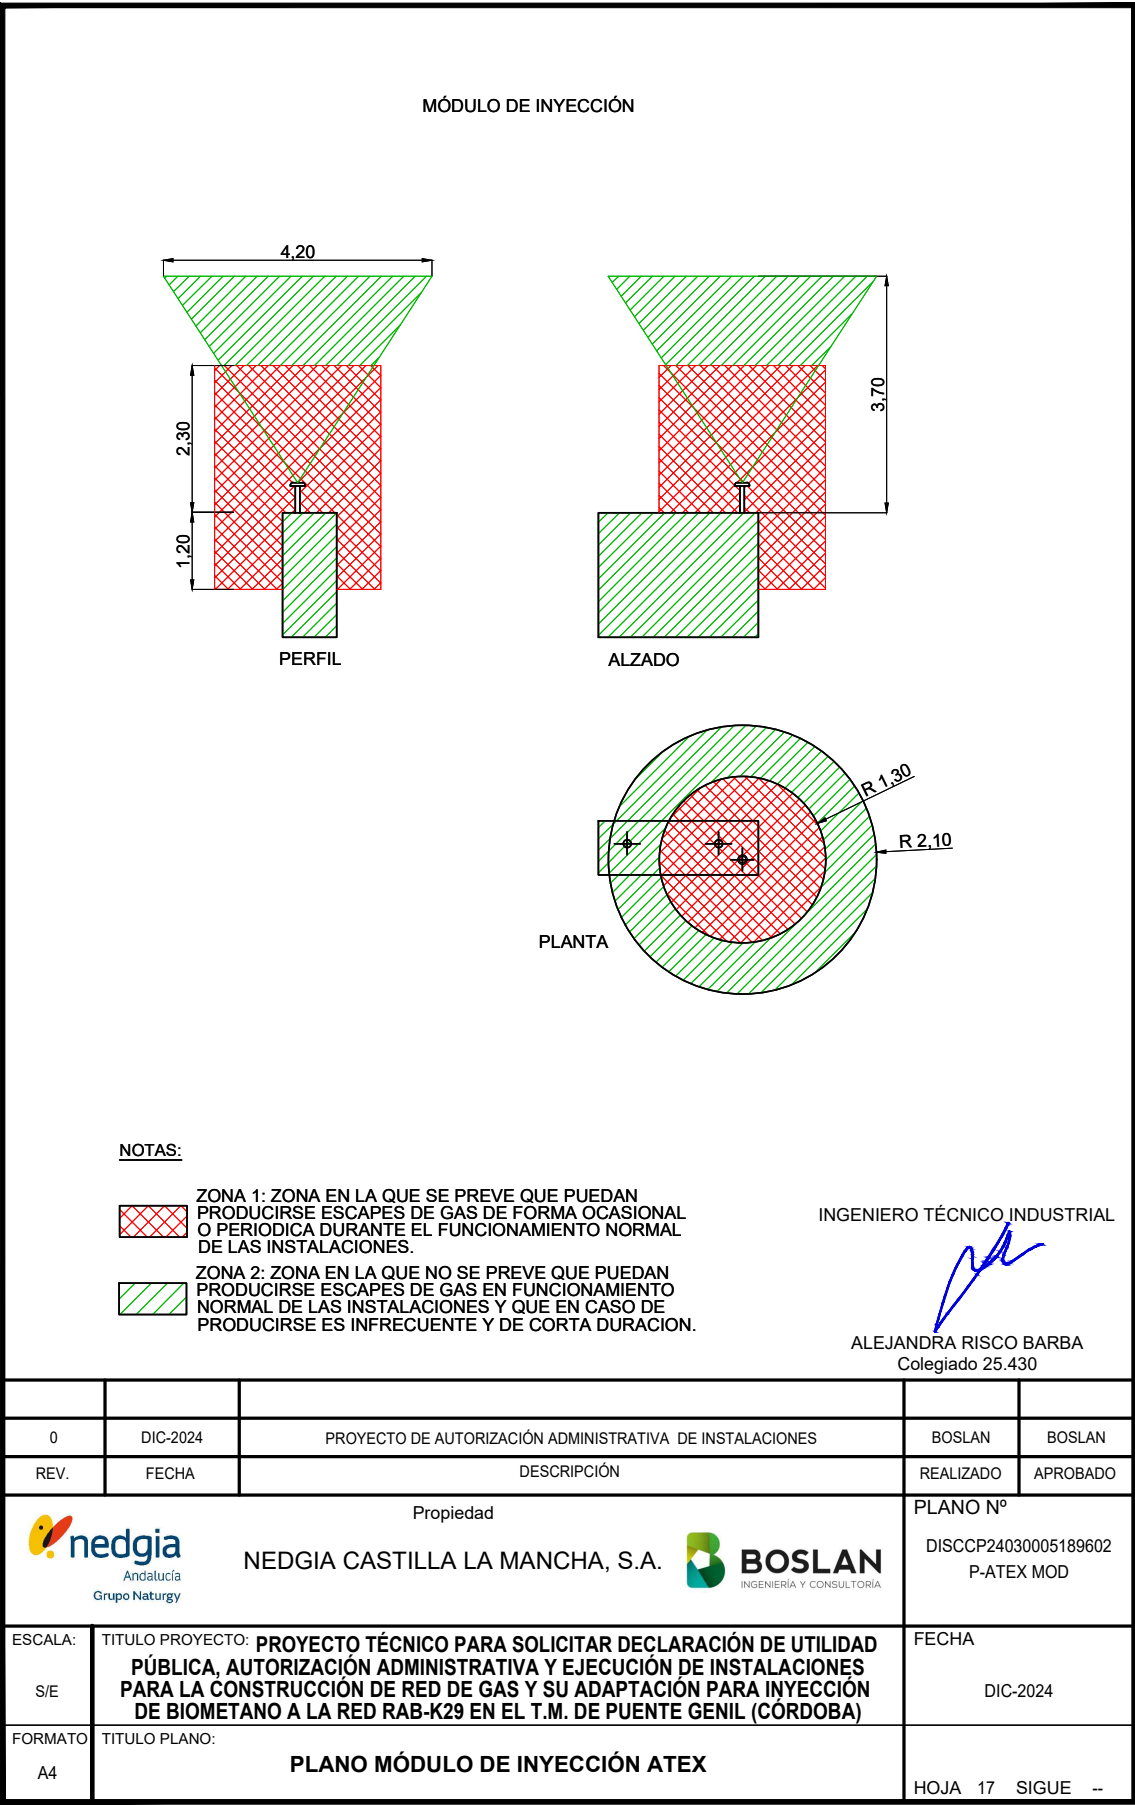 MÓDULO DE INYECCIÓN
4,20
2,30
1,20
3,70
PERFIL
ALZADO
R 1,30
R 2,10
PLANTA
NOTAS:
ZONA 1: ZONA EN LA QUE SE PREVE QUE PUEDAN
PRODUCIRSE ESCAPES DE GAS DE FORMA OCASIONAL
O PERIODICA DURANTE EL FUNCIONAMIENTO NORMAL
DE LAS INSTALACIONES.
ZONA 2: ZONA EN LA QUE NO SE PREVE QUE PUEDAN
PRODUCIRSE ESCAPES DE GAS EN FUNCIONAMIENTO
NORMAL DE LAS INSTALACIONES Y QUE EN CASO DE
PRODUCIRSE ES INFRECUENTE Y DE CORTA DURACION.
INGENIERO TÉCNICO INDUSTRIAL
ALEJANDRA RISCO BARBA
Colegiado 25.430
0 DIC-2024 PROYECTO DE AUTORIZACIÓN ADMINISTRATIVA DE INSTALACIONES BOSLAN BOSLAN
REV. FECHA DESCRIPCIÓN REALIZADO APROBADO
nedgia
Andalucía
Grupo Naturgy
Propiedad
NEDGIA CASTILLA LA MANCHA, S.A.
BOSLAN
INGENIERÍA Y CONSULTORÍA
PLANO Nº
DISCCP24030005189602
P-ATEX MOD
ESCALA:
S/E
TITULO PROYECTO: PROYECTO TÉCNICO PARA SOLICITAR DECLARACIÓN DE UTILIDAD
PÚBLICA, AUTORIZACIÓN ADMINISTRATIVA Y EJECUCIÓN DE INSTALACIONES
PARA LA CONSTRUCCIÓN DE RED DE GAS Y SU ADAPTACIÓN PARA INYECCIÓN
DE BIOMETANO A LA RED RAB-K29 EN EL T.M. DE PUENTE GENIL (CÓRDOBA)
FECHA
DIC-2024
FORMATO
A4
TITULO PLANO:
PLANO MÓDULO DE INYECCIÓN ATEX
HOJA 17 SIGUE --